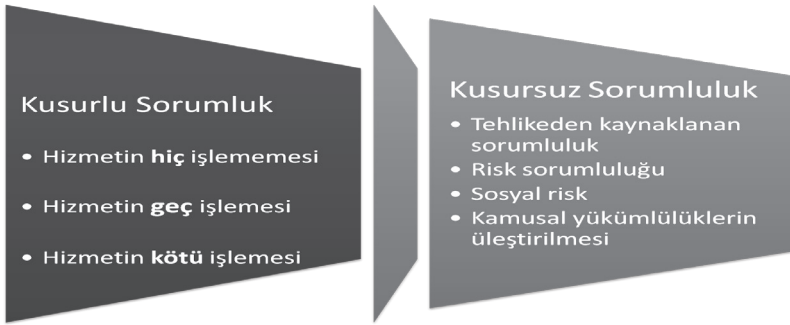 Kusurlu Sorumluk
• Hizmetin hiç işlememesi
• Hizmetin geç işlemesi
• Hizmetin kötü işlemesi
Kusursuz Sorumluluk
• Tehlikeden kaynaklanan
sorumluluk
• Risk sorumluluğu
• Sosyal risk
• Kamusal yükümlülüklerin
üleştirilmesi